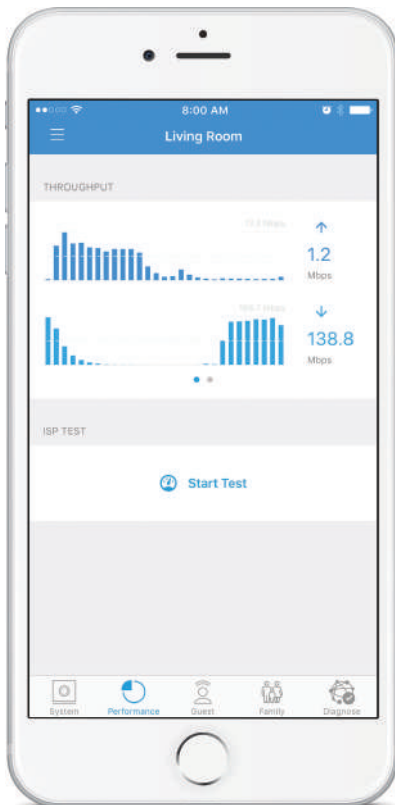 8:00 AM
Living Room
THROUGHPUT
1.2
Mbps
138.8
Mbps
ISP TEST
Start Test
System
Performance
Guest
Family
Diagnose